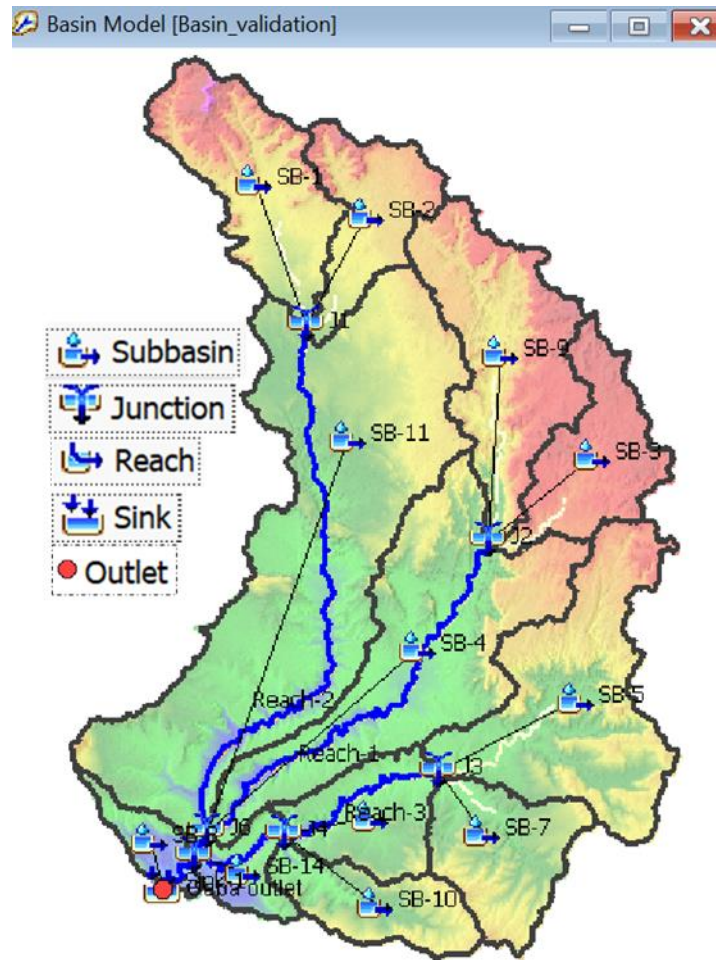 Basin Model [Basin_validation]
SB-1
SB-2
J1
SB-9
Subbasin
Junction
Reach
Sink
Outlet
SB-11
SB-3
J2
SB-4
SB-5
Reach-2
Reach-1
J3
Reach-3
SB-7
J6
J4
SB-14
outlet
SB-10